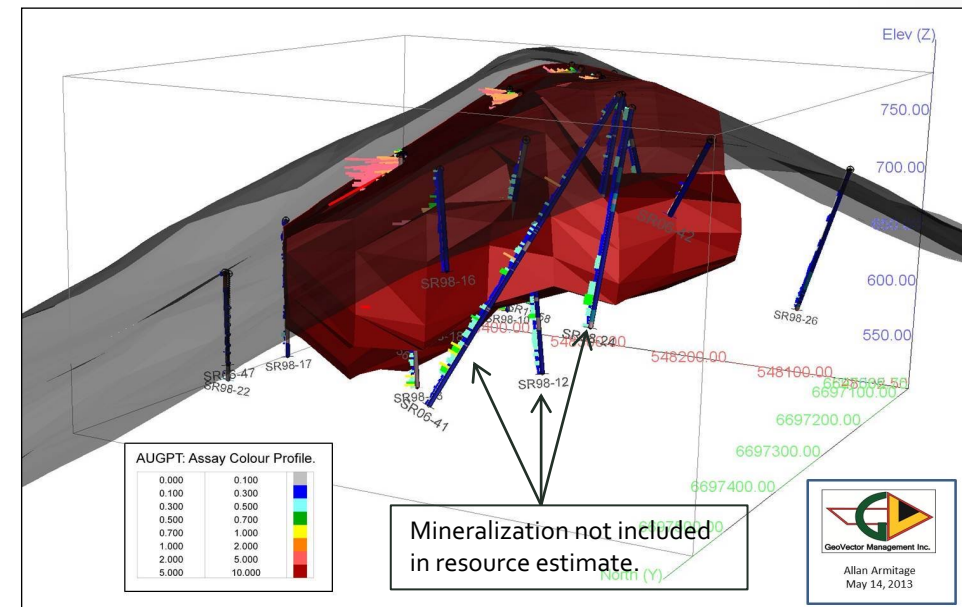 Elev (Z)
750.00
700.00
600.00
550.00
SR98-16
SR98-26
SR98-10
548200.00
548100.00
6697100.00
6697200.00
6697300.00
6697400.00
SR98-17
SR98-22
SR98-12
SR06-41
AUGPT: Assay Colour Profile.
0.000 0.100
0.100 0.300
0.300 0.500
0.500 0.700
0.700 1.000
1.000 2.000
2.000 5.000
5.000 10.000
Mineralization not included
in resource estimate.
North (Y)
GeoVector Management Inc.
Allan Armitage
May 14, 2013